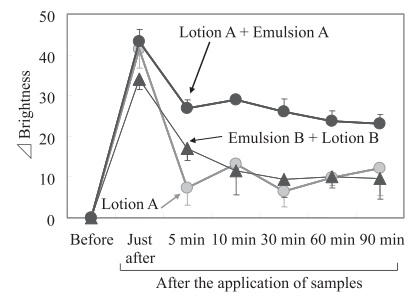 50
40
30
20
10
0
⊿ Brightness
Lotion A + Emulsion A
Emulsion B + Lotion B
Lotion A
Before Just after 5 min 10 min 30 min 60 min 90 min
After the application of samples